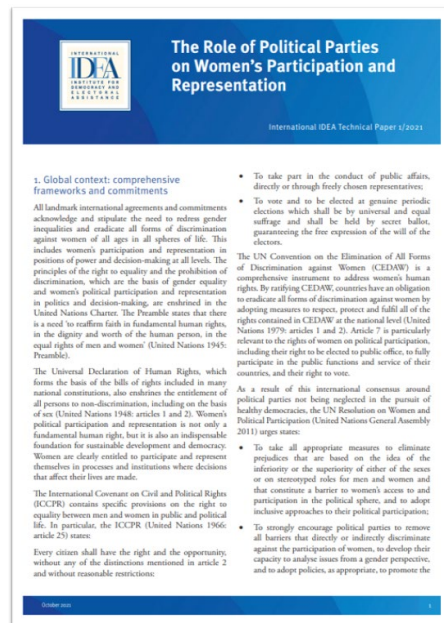 INTERNATIONAL
IDEA
INSTITUTE FOR
DEMOCRACY AND
ELECTORAL
ASSISTANCE
The Role of Political Parties
on Women's Participation and
Representation
International IDEA Technical Paper 1/2021
1. Global context: comprehensive
frameworks and commitments
All landmark international agreements and commitments
acknowledge and stipulate the need to redress gender
inequalities and eradicate all forms of discrimination
against women of all ages in all spheres of life. This
includes women's participation and representation in
positions of power and decision-making at all levels. The
principles of the right to equality and the prohibition of
discrimination, which are the basis of gender equality
and women's political participation and representation
in politics and decision-making, are enshrined in the
United Nations Charter. The Preamble states that there
is a need 'to reaffirm faith in fundamental human rights,
in the dignity and worth of the human person, in the
equal rights of men and women' (United Nations 1945:
Preamble).
The Universal Declaration of Human Rights, which
forms the basis of the bills of rights included in many
national constitutions, also enshrines the entitlement of
all persons to non-discrimination, including on the basis
of sex (United Nations 1948: articles 1 and 2). Women's
political participation and representation is not only a
fundamental human right, but it is also an indispensable
foundation for sustainable development and democracy.
Women are clearly entitled to participate and represent
themselves in processes and institutions where decisions
that affect their lives are made.
The International Covenant on Civil and Political Rights
(ICCPR) contains specific provisions on the right to
equality between men and women in public and political
life. In particular, the ICCPR (United Nations 1966:
article 25) states:
Every citizen shall have the right and the opportunity,
without any of the distinctions mentioned in article 2
and without reasonable restrictions:
• To take part in the conduct of public affairs,
directly or through freely chosen representatives;
• To vote and to be elected at genuine periodic
elections which shall be by universal and equal
suffrage and shall be held by secret ballot,
guaranteeing the free expression of the will of the
electors.
The UN Convention on the Elimination of All Forms
of Discrimination against Women (CEDAW) is a
comprehensive instrument to address women's human
rights. By ratifying CEDAW, countries have an obligation
to eradicate all forms of discrimination against women by
adopting measures to respect, protect and fulfil all of the
rights contained in CEDAW at the national level (United
Nations 1979: articles 1 and 2). Article 7 is particularly
relevant to the rights of women on political participation,
including their right to be elected to public office, to fully
participate in the public functions and service of their
countries, and their right to vote.
As a result of this international consensus around
political parties not being neglected in the pursuit of
healthy democracies, the UN Resolution on Women and
Political Participation (United Nations General Assembly
2011) urges states:
• To take all appropriate measures to eliminate
prejudices that are based on the idea of the
inferiority or the superiority of either of the sexes
or on stereotyped roles for men and women and
that constitute a barrier to women's access to and
participation in the political sphere, and to adopt
inclusive approaches to their political participation;
• To strongly encourage political parties to remove
all barriers that directly or indirectly discriminate
against the participation of women, to develop their
capacity to analyse issues from a gender perspective,
and to adopt policies, as appropriate, to promote the
October 2021